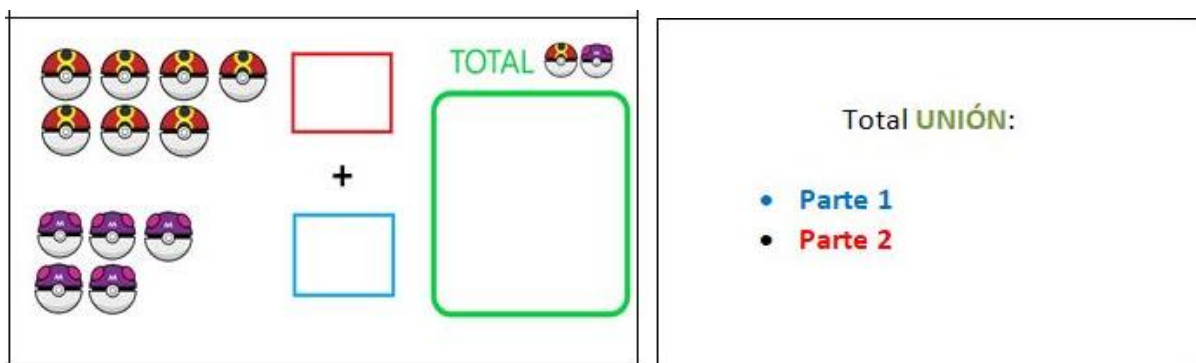 TOTAL
+
Total UNIÓN:
• Parte 1
• Parte 2